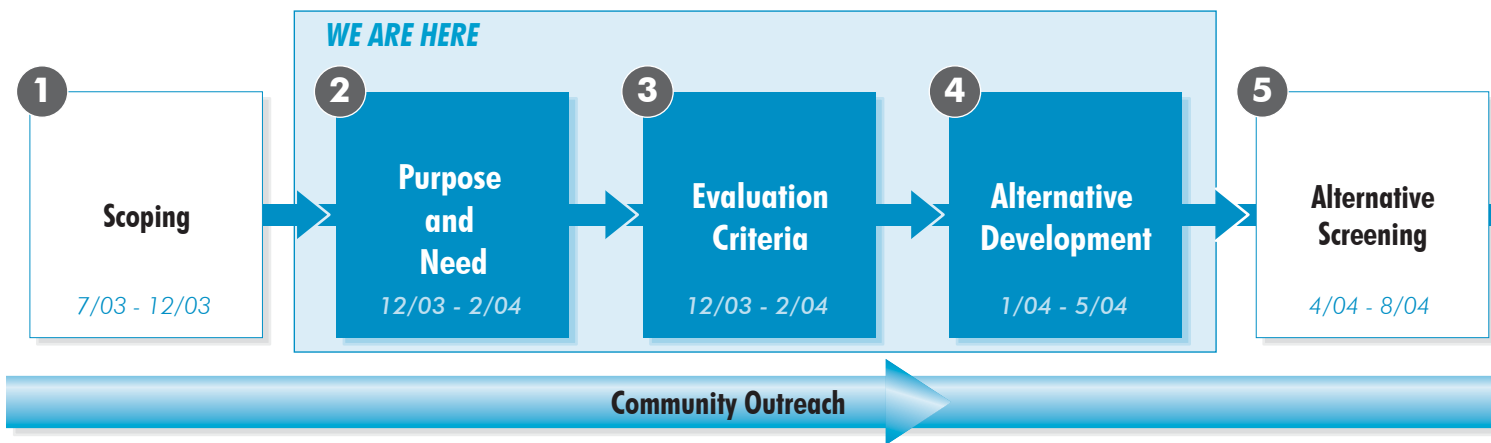 WE ARE HERE
1
Scoping
7/03 - 12/03
2
Purpose
and
Need
12/03 - 2/04
3
Evaluation
Criteria
12/03 - 2/04
4
Alternative
Development
1/04 - 5/04
5
Alternative
Screening
4/04 - 8/04
Community Outreach